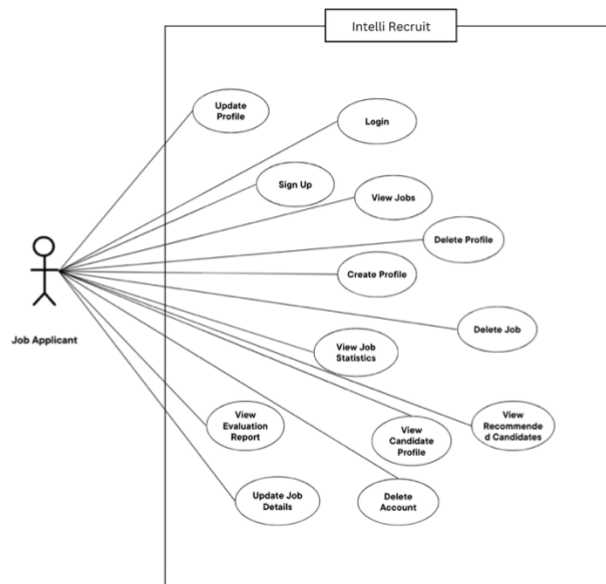 Intelli Recruit
Update
Profile
Login
Sign Up
View Jobs
Delete Profile
Create Profile
Job Applicant
Delete Job
View Job
Statistics
View
Evaluation
Report
View
Candidate
Profile
View
Recommende
d Candidates
Update Job
Details
Delete
Account